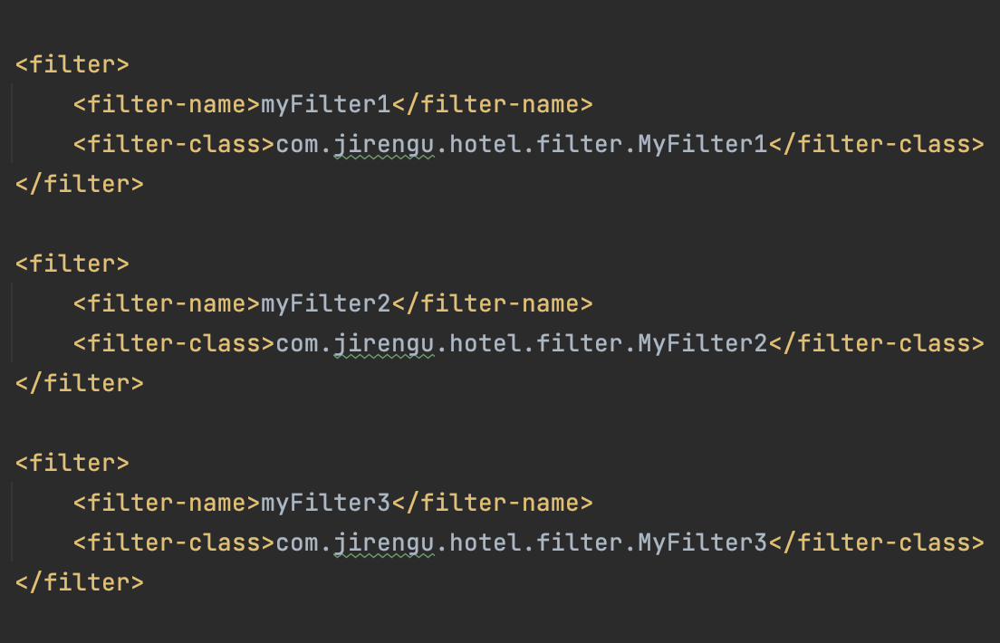 <filter>
    <filter-name>myFilter1</filter-name>
    <filter-class>com.jirengu.hotel.filter.MyFilter1</filter-class>
</filter>

<filter>
    <filter-name>myFilter2</filter-name>
    <filter-class>com.jirengu.hotel.filter.MyFilter2</filter-class>
</filter>

<filter>
    <filter-name>myFilter3</filter-name>
    <filter-class>com.jirengu.hotel.filter.MyFilter3</filter-class>
</filter>